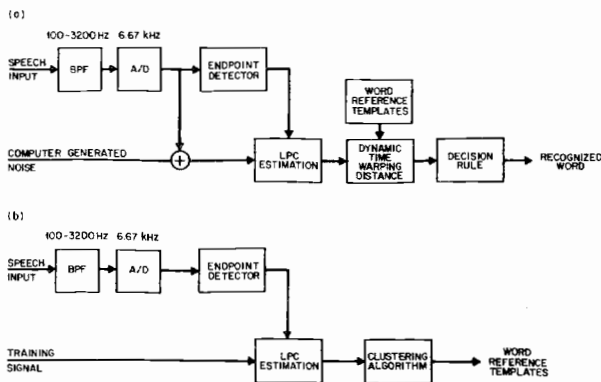 (a)
100-3200 Hz 6.67 kHz
SPEECH
INPUT
BPF
A/D
ENDPOINT
DETECTOR
WORD
REFERENCE
TEMPLATES
COMPUTER GENERATED
NOISE
+
LPC
ESTIMATION
DYNAMIC
TIME
WARPING
DISTANCE
DECISION
RULE
RECOGNIZED
WORD
(b)
100-3200Hz 6.67 kHz
SPEECH
INPUT
BPF
A/D
ENDPOINT
DETECTOR
TRAINING
SIGNAL
LPC
ESTIMATION
CLUSTERING
ALGORITHM
WORD
REFERENCE
TEMPLATES